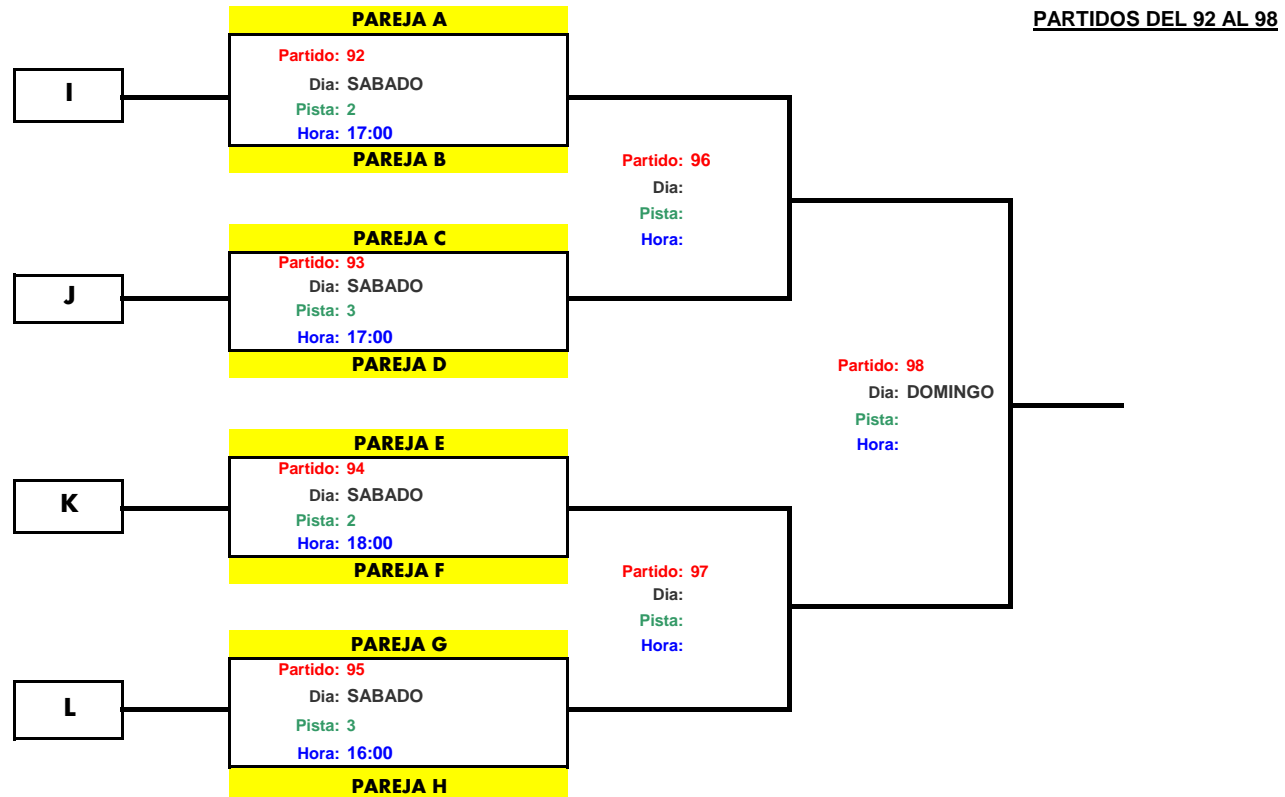 PARTIDOS DEL 92 AL 98
PAREJA A
I
Partido: 92
Dia: SABADO
Pista: 2
Hora: 17:00
PAREJA B
Partido: 96
Dia:
Pista:
Hora:
PAREJA C
J
Partido: 93
Dia: SABADO
Pista: 3
Hora: 17:00
PAREJA D
Partido: 98
Dia: DOMINGO
Pista:
Hora:
PAREJA E
K
Partido: 94
Dia: SABADO
Pista: 2
Hora: 18:00
PAREJA F
Partido: 97
Dia:
Pista:
Hora:
PAREJA G
L
Partido: 95
Dia: SABADO
Pista: 3
Hora: 16:00
PAREJA H